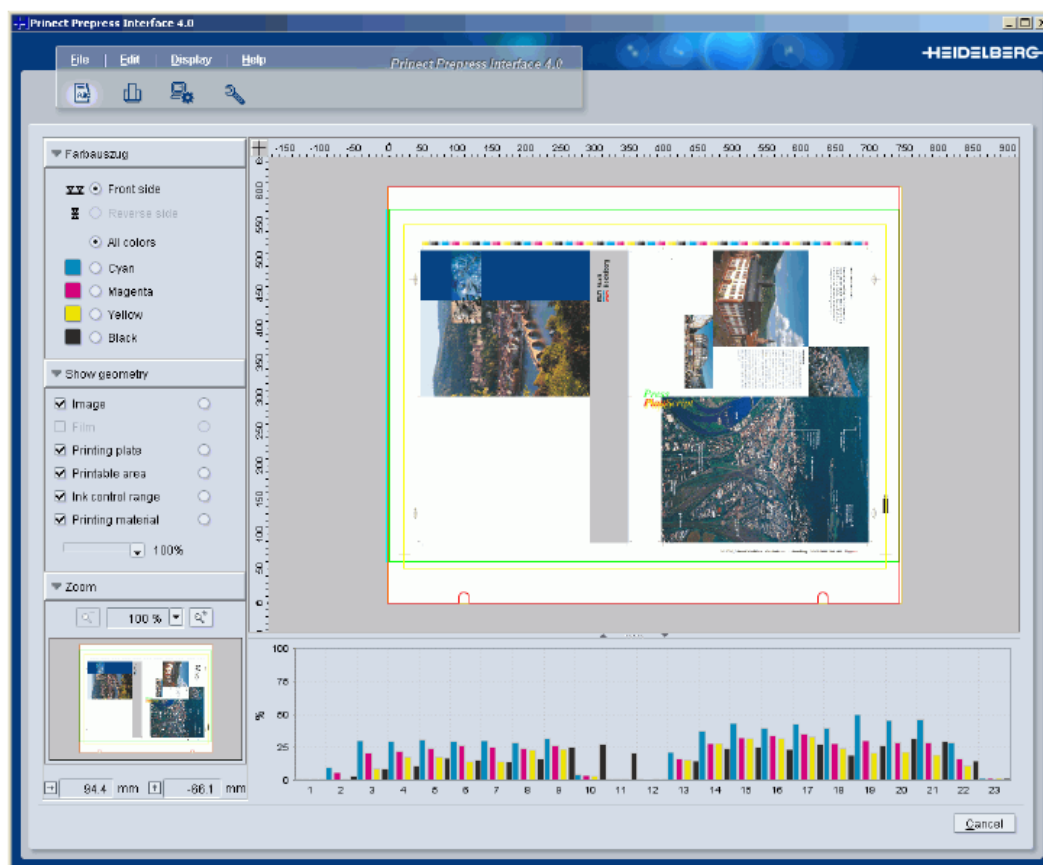 Prinect Prepress Interface 4.0
File | Edit | Display | Help
Prinect Prepress Interface 4.0
HEIDELBERG
Farbauszug
Front side
Reverse side
All colors
Cyan
Magenta
Yellow
Black
Show geometry
Image
Film
Printing plate
Printable area
Ink control range
Printing material
100%
Zoom
100 %
94.4 mm -66.1 mm
-150 -100 -50 0 50 100 150 200 250 300 350 400 450 500 550 600 650 700 750 800 850 900
600
550
500
450
400
350
300
250
200
150
100
50
0
Heidelberg
100
75
50
25
0
%
1 2 3 4 5 6 7 8 9 10 11 12 13 14 15 16 17 18 19 20 21 22 23
Cancel